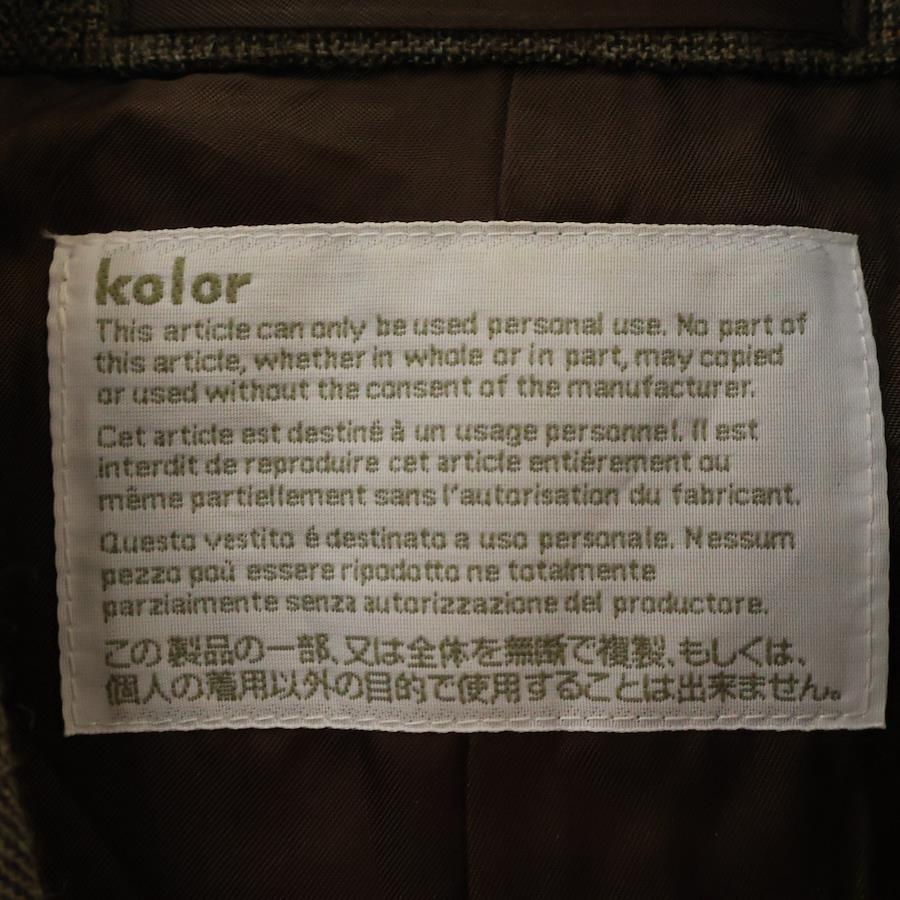 kolor
This article can only be used personal use. No part of
this article, whether in whole or in part, may copied
or used without the consent of the manufacturer.
Cet article est destiné à un usage personnel. Il est
interdit de reproduire cet article entiérement ou
même partiellement sans l'autorisation du fabricant.
Questo vestito é destinato a uso personale. Nessum
pezzo poù essere ripodotto ne totalmente
parziaimente senza autorizzazione del productore.
この製品の一部、又は全体を無断で複製、もしくは、
個人の着用以外の目的で使用することは出来ません。